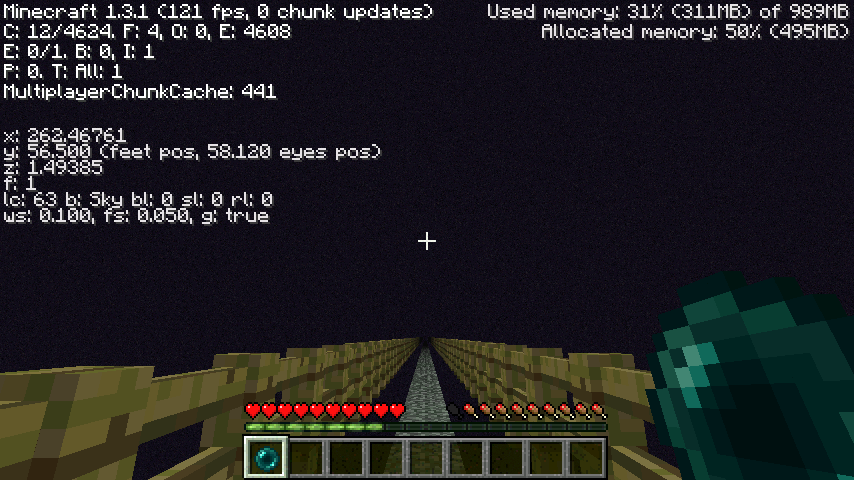 Minecraft 1.3.1 (121 fps, 0 chunk updates)
C: 12/4624. F: 4, O: 0, E: 4608
E: 0/1. B: 0, I: 1
P: 0. T: All: 1
MultiplayerChunkCache: 441
x: 262.46761
y: 56.500 (feet pos, 58.120 eyes pos)
z: 1.49385
f: 1
lc: 63 b: Sky bl: 0 sl: 0 rl: 0
ws: 0.100, fs: 0.050, g: true
Used memory: 31% (311MB) of 989MB
Allocated memory: 50% (495MB)